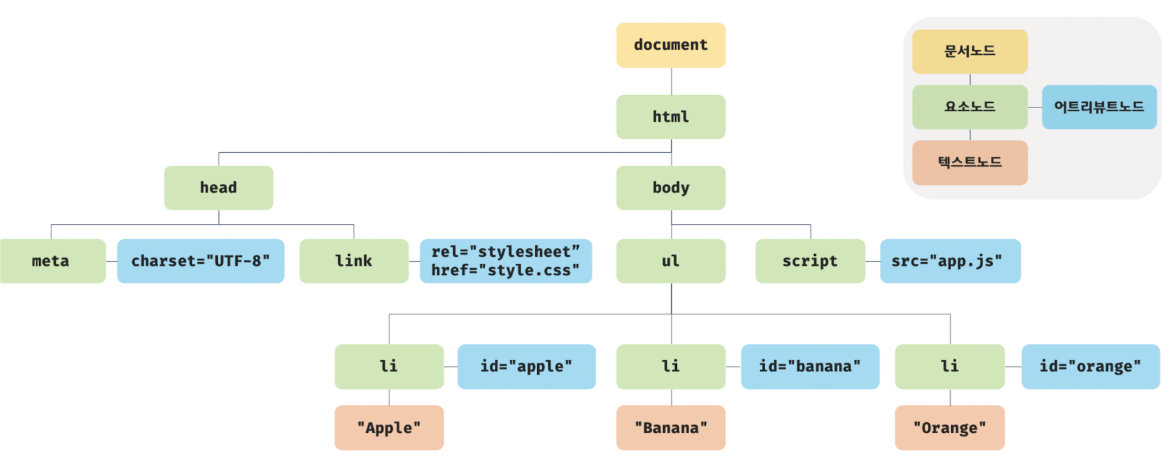 document
문서노드
html
요소노드
어트리뷰트노드
텍스트노드
head
body
meta
charset="UTF-8"
link
rel="stylesheet”
href="style.css"
ul
script
src="app.js"
li
id="apple"
li
id="banana"
li
id="orange"
"Apple"
"Banana"
"Orange"